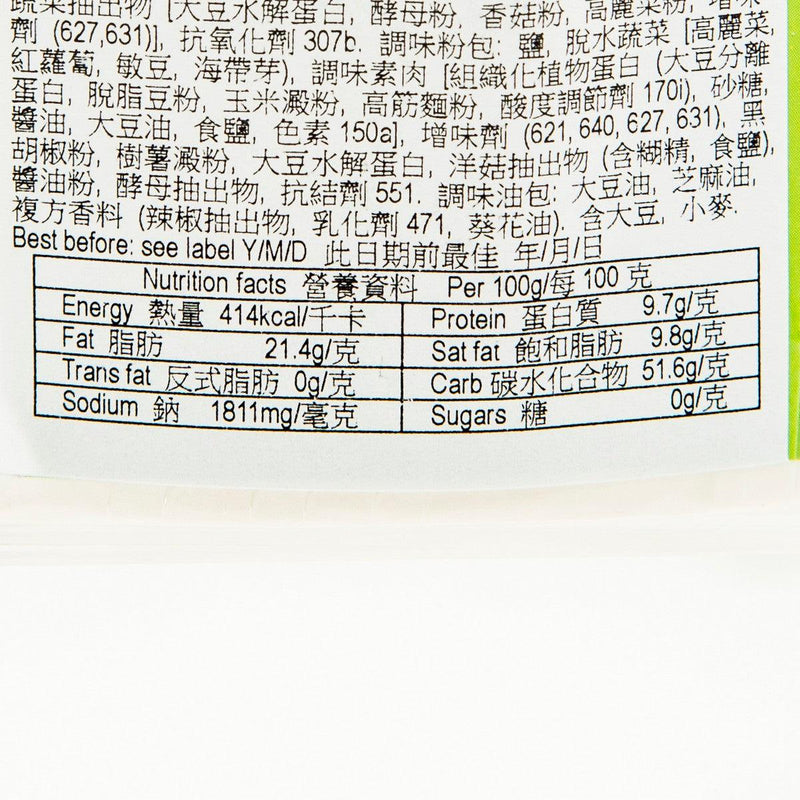 蔬菜抽出物 [大豆水解蛋白, 酵母粉, 香菇粉, 高麗菜粉, 增味
劑 (627,631)], 抗氧化劑 307b. 調味粉包: 鹽, 脫水蔬菜 [高麗菜,
紅蘿蔔, 敏豆, 海帶芽), 調味素肉 [組織化植物蛋白 (大豆分離
蛋白, 脫脂豆粉, 玉米澱粉, 高筋麵粉, 酸度調節劑 170i), 砂糖,
醬油, 大豆油, 食鹽, 色素 150a], 增味劑 (621, 640, 627, 631), 黑
胡椒粉, 樹薯澱粉, 大豆水解蛋白, 洋菇抽出物 (含糊精, 食鹽),
醬油粉, 酵母抽出物, 抗結劑 551. 調味油包: 大豆油, 芝麻油,
複方香料 (辣椒抽出物, 乳化劑 471, 葵花油). 含大豆, 小麥.
Best before: see label Y/M/D 此日期前最佳 年/月/日
Nutrition facts 營養資料 Per 100g/每 100 克
Energy 熱量 414kcal/千卡 Protein 蛋白質 9.7g/克
Fat 脂肪 21.4g/克 Sat fat 飽和脂肪 9.8g/克
Trans fat 反式脂肪 0g/克 Carb 碳水化合物 51.6g/克
Sodium 鈉 1811mg/毫克 Sugars 糖 0g/克